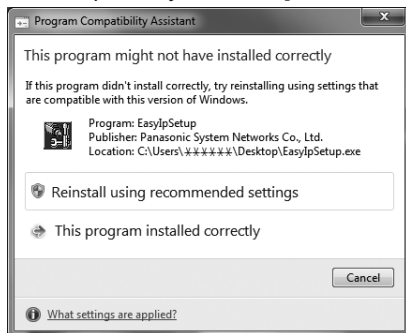 Program Compatibility Assistant
This program might not have installed correctly
If this program didn't install correctly, try reinstalling using settings that
are compatible with this version of Windows.
Program: EasyIpSetup
Publisher: Panasonic System Networks Co., Ltd.
Location: C:\Users\⚹⚹⚹⚹⚹⚹\Desktop\EasyIpSetup.exe
Reinstall using recommended settings
This program installed correctly
Cancel
What settings are applied?